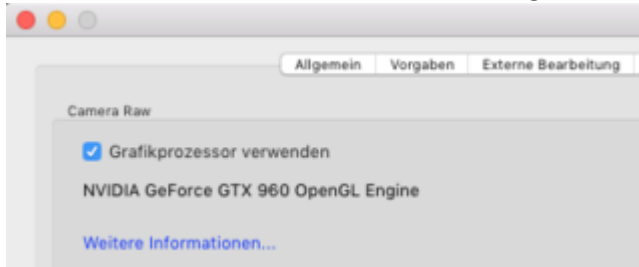 Allgemein Vorgaben Externe Bearbeitung
Camera Raw
Grafikprozessor verwenden
NVIDIA GeForce GTX 960 OpenGL Engine
Weitere Informationen...